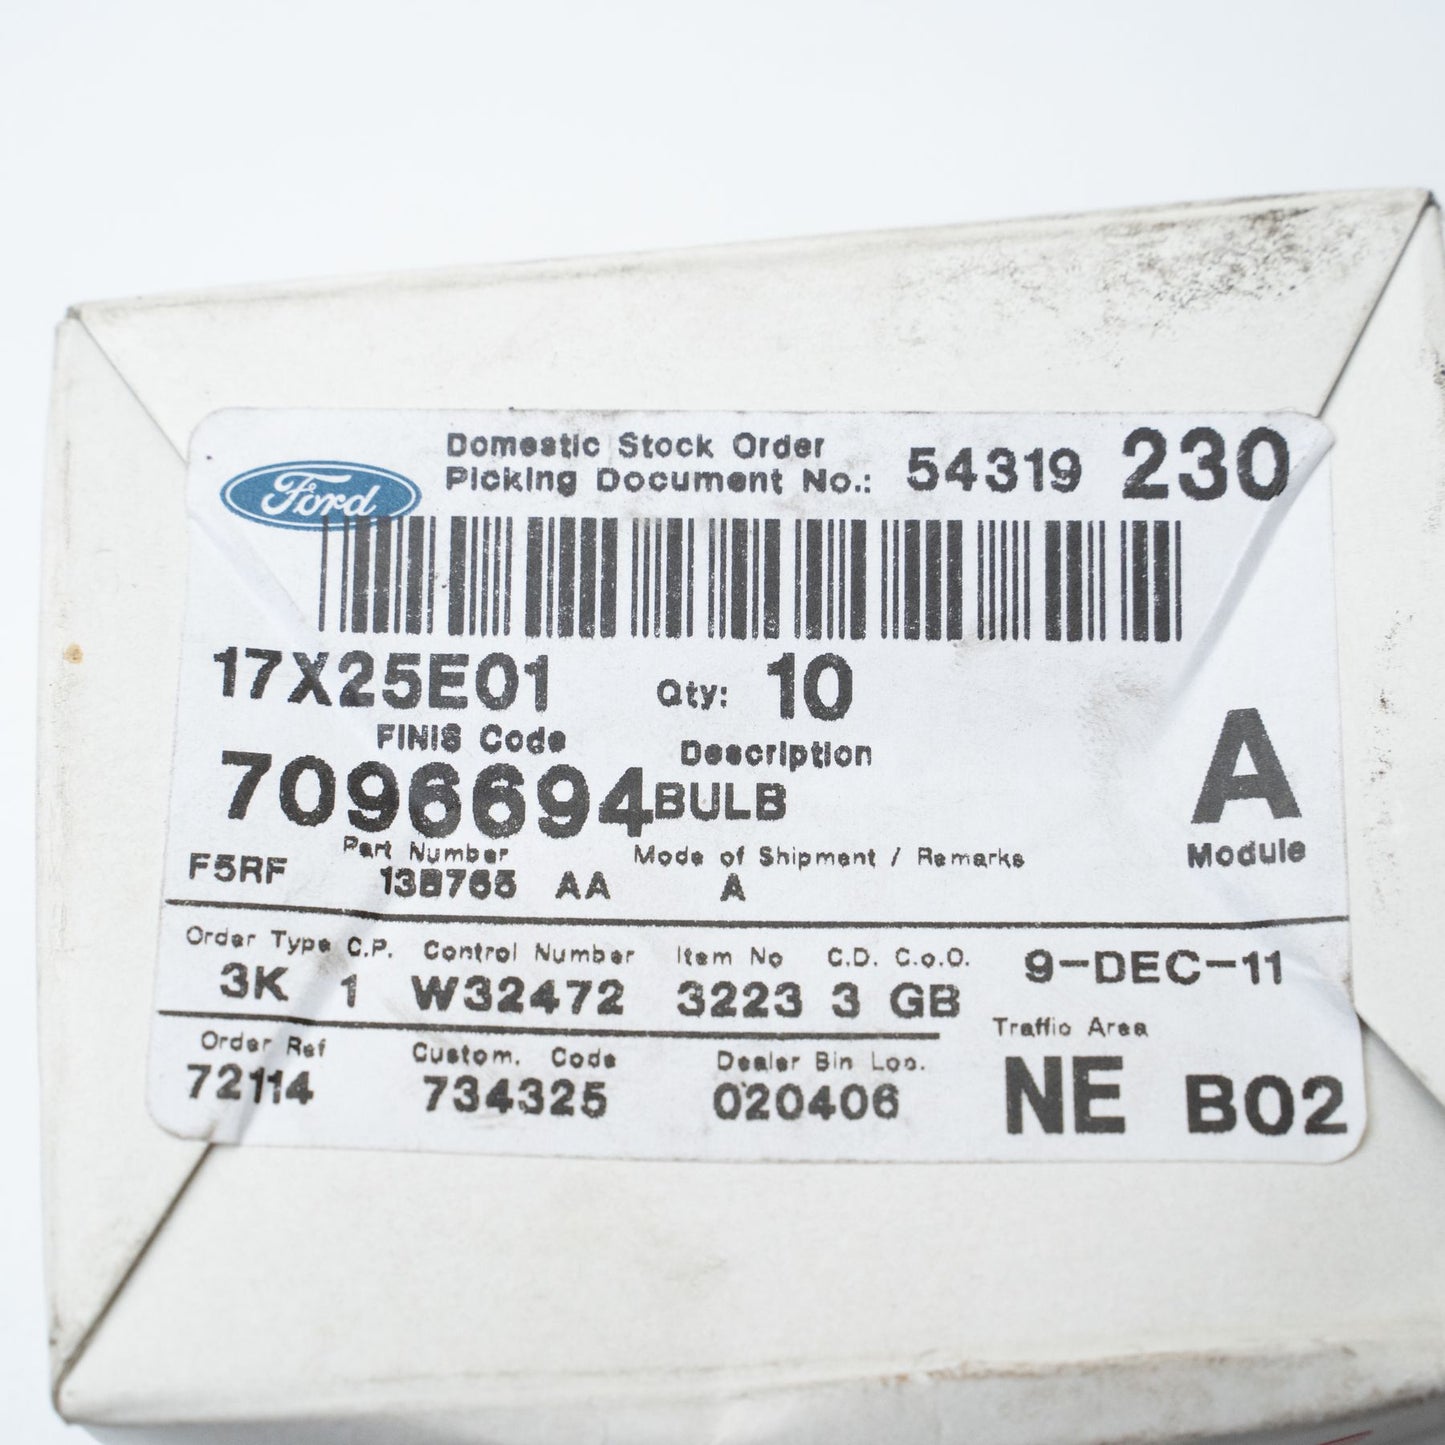 Ford
Domestic Stock Order
Picking Document No.: 54319 230
17X25E01 Qty: 10
FINIS Code Description
7096694 BULB A
Part Number Mode of Shipment / Remarks Module
F5RF 13B765 AA A
Order Type C.P. Control Number Item No C.D. C.o.O. 9-DEC-11
3K 1 W32472 3223 3 GB
Traffic Area
Order Ref Custom. Code Dealer Bin Loc.
72114 734325 020406 NE B02